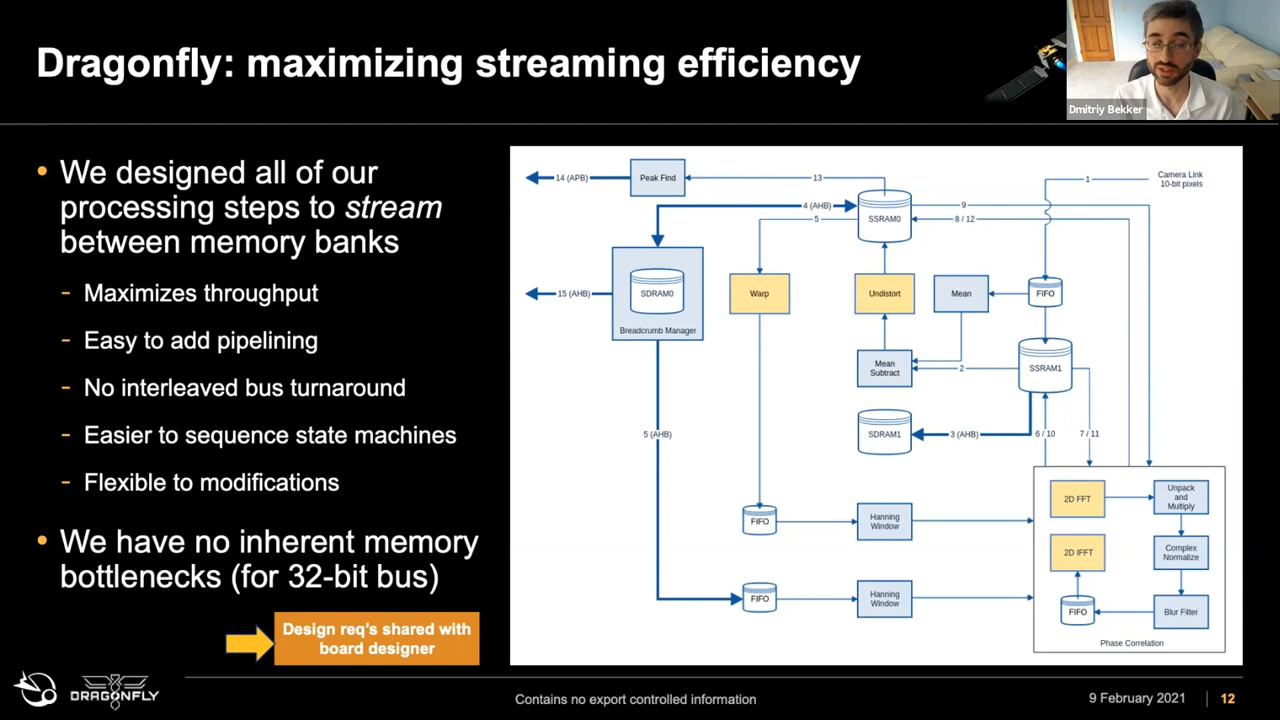 Dragonfly: maximizing streaming efficiency
Dmitriy Bekker
• We designed all of our
processing steps to stream
between memory banks
- Maximizes throughput
- Easy to add pipelining
- No interleaved bus turnaround
- Easier to sequence state machines
- Flexible to modifications
• We have no inherent memory
bottlenecks (for 32-bit bus)
Design req's shared with
board designer
14 (APB)
Peak Find
13
1
Camera Link
10-bit pixels
4 (AHB)
5
SSRAM0
9
8 / 12
15 (AHB)
SDRAM0
Breadcrumb Manager
Warp
Undistort
Mean
FIFO
Mean
Subtract
2
SSRAM1
5 (AHB)
SDRAM1
3 (AHB)
6 / 10
7 / 11
FIFO
Hanning
Window
2D FFT
Unpack
and
Multiply
2D IFFT
Complex
Normalize
FIFO
Hanning
Window
FIFO
Blur Filter
Phase Correlation
DRAGONFLY
Contains no export controlled information
9 February 2021
12